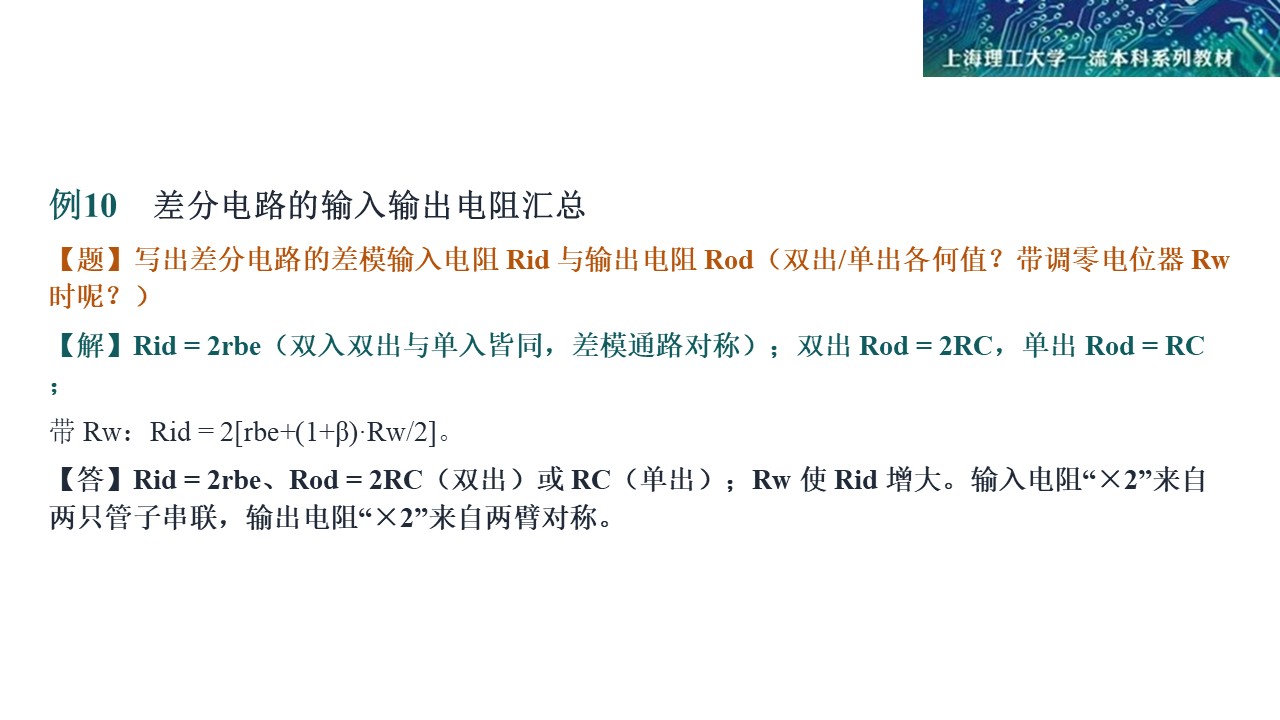 上海理工大学一流本科系列教材
例10 差分电路的输入输出电阻汇总
【题】写出差分电路的差模输入电阻 Rid 与输出电阻 Rod（双出/单出各何值？带调零电位器 Rw
时呢？）
【解】Rid = 2rbe（双入双出与单入皆同，差模通路对称）；双出 Rod = 2RC，单出 Rod = RC
；
带 Rw：Rid = 2[rbe+(1+β)·Rw/2]。
【答】Rid = 2rbe、Rod = 2RC（双出）或 RC（单出）；Rw 使 Rid 增大。输入电阻“×2”来自
两只管子串联，输出电阻“×2”来自两臂对称。